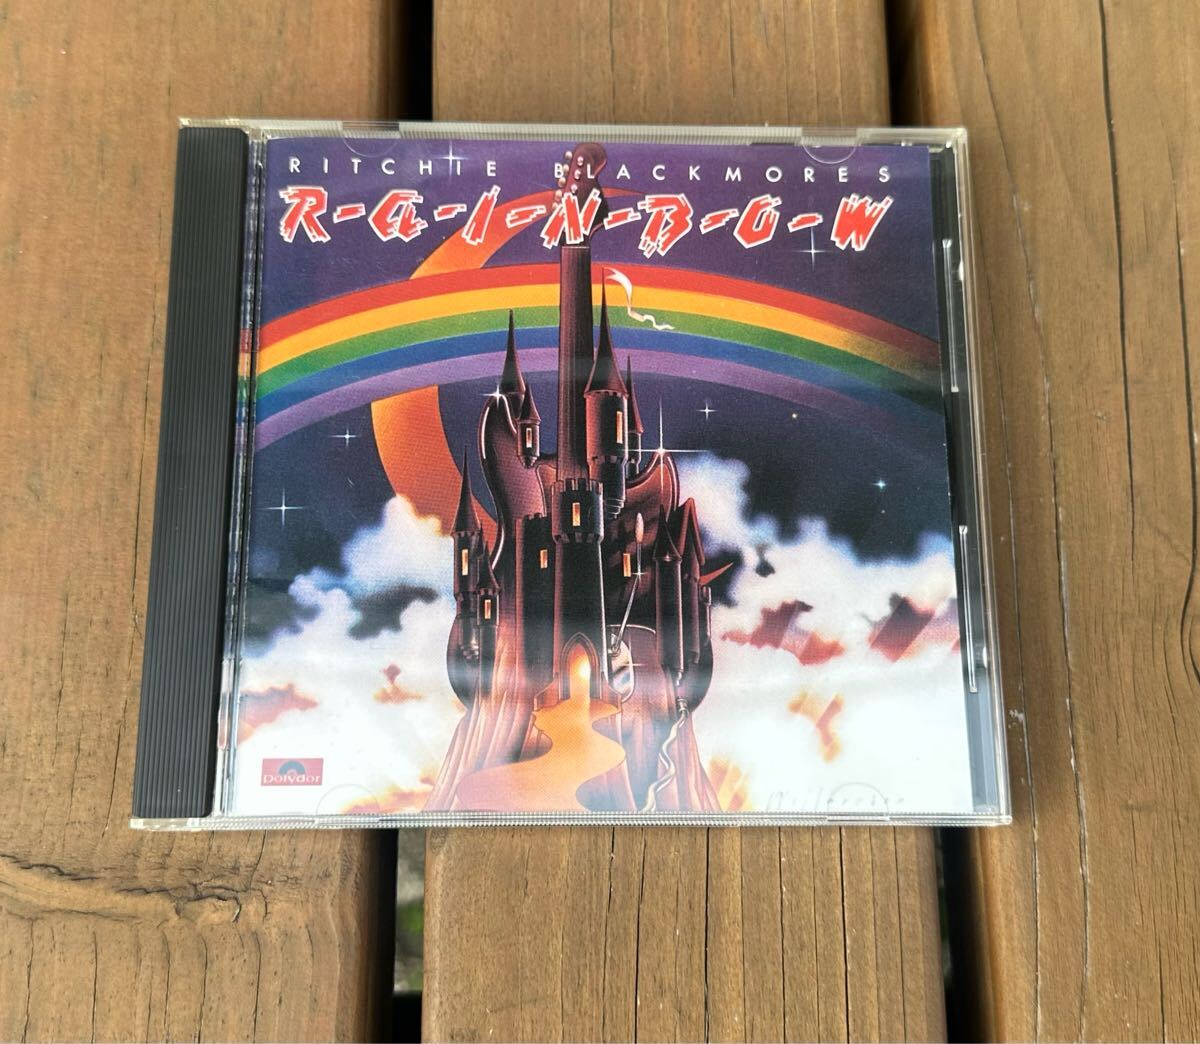 RITCHIE BLACKMORES
R-A-I-N-B-O-W
polydor